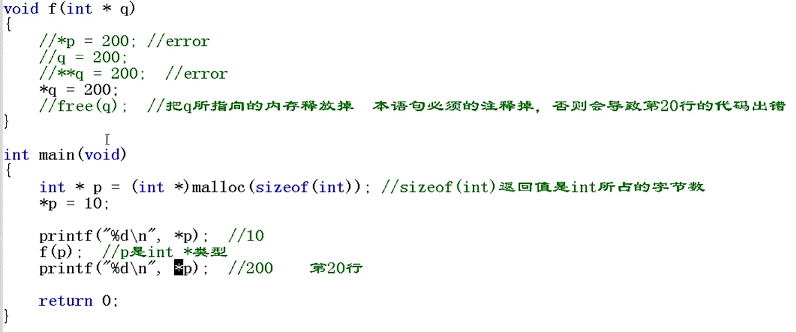 void f(int * q)
{
    //*p = 200; //error
    //q = 200;
    //**q = 200;  //error
    *q = 200;
    //free(q);  //把q所指向的内存释放掉  本语句必须的注释掉，否则会导致第20行的代码出错
}
int main(void)
{
    int * p = (int *)malloc(sizeof(int)); //sizeof(int)返回值是int所占的字节数
    *p = 10;
    printf("%d\n", *p);  //10
    f(p);  //p是int *类型
    printf("%d\n", *p);  //200    第20行
    return 0;
}